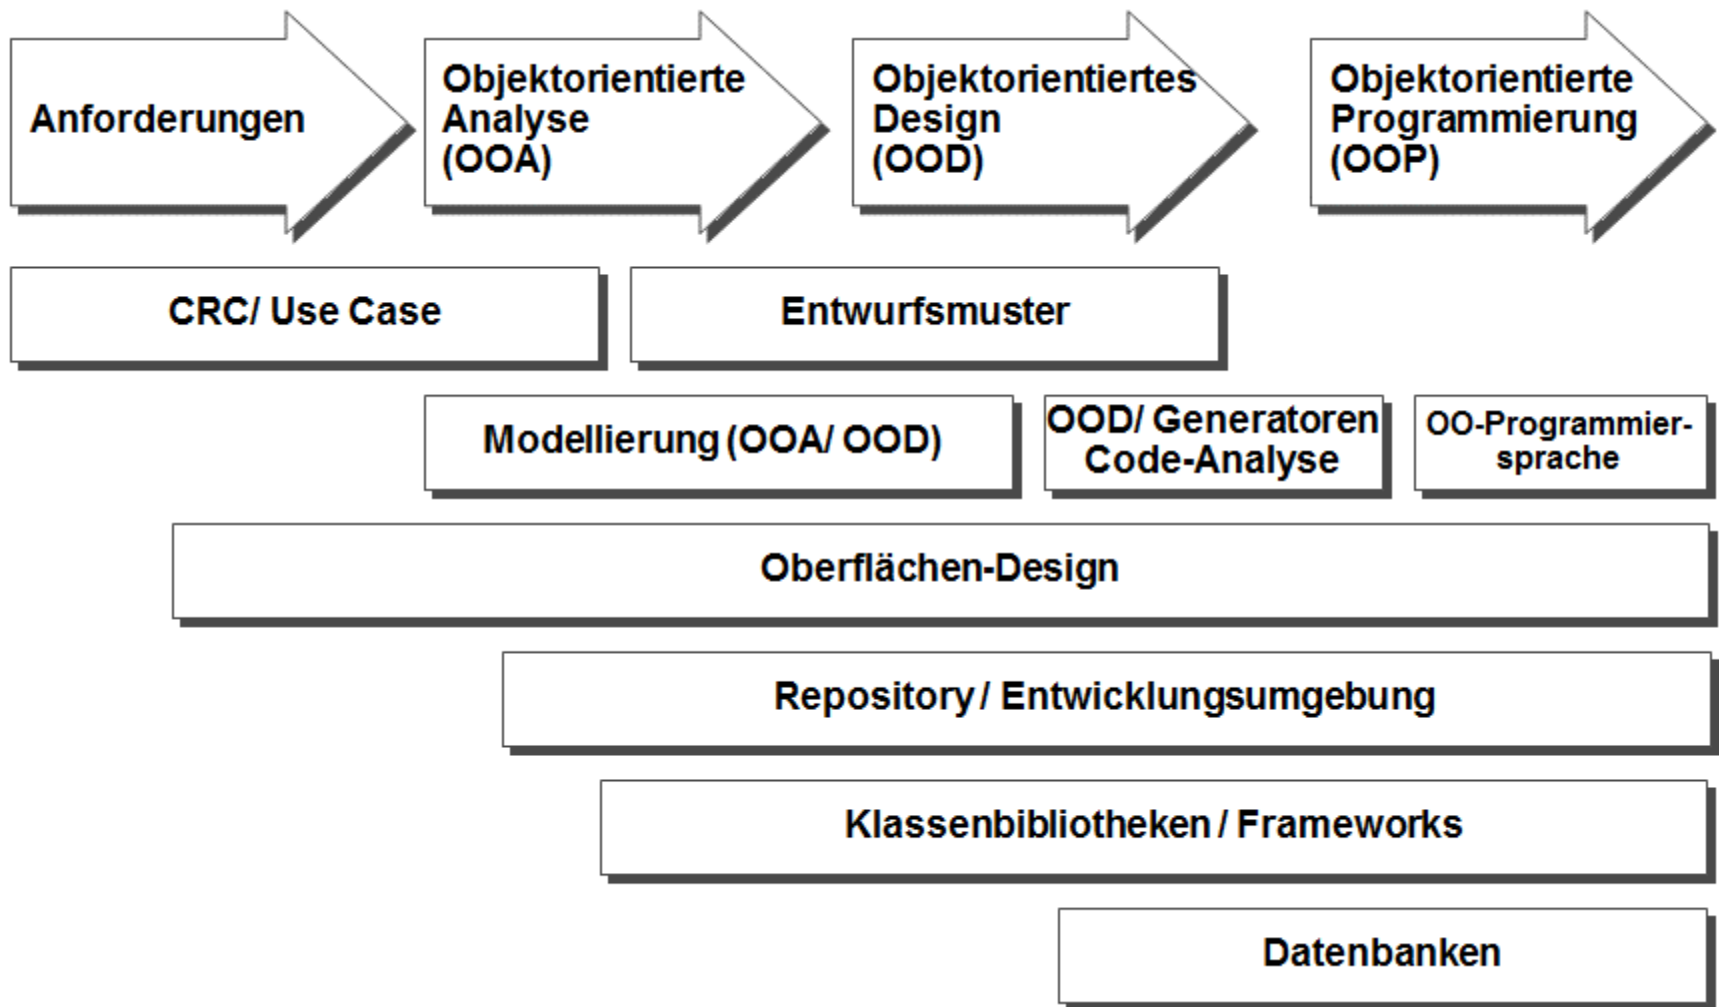 Anforderungen
Objektorientierte
Analyse
(OOA)
Objektorientiertes
Design
(OOD)
Objektorientierte
Programmierung
(OOP)
CRC/ Use Case
Entwurfsmuster
Modellierung (OOA/ OOD)
OOD/ Generatoren
Code-Analyse
OO-Programmier-
sprache
Oberflächen-Design
Repository / Entwicklungsumgebung
Klassenbibliotheken / Frameworks
Datenbanken